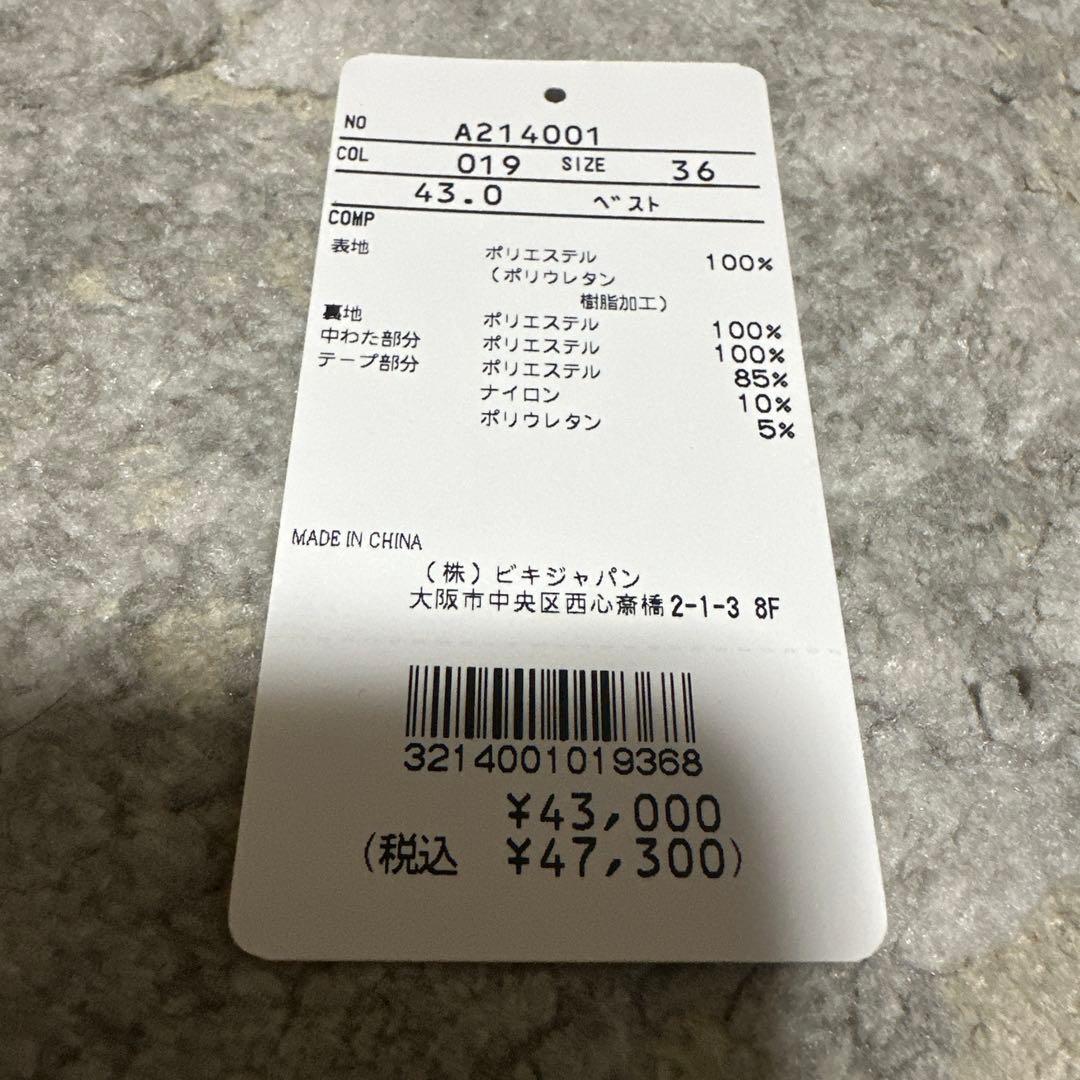 NO A214001
COL 019 SIZE 36
43.0 ベスト
COMP
表地 ポリエステル 100%
(ポリウレタン
樹脂加工)
裏地 ポリエステル 100%
中わた部分 ポリエステル 100%
テープ部分 ポリエステル 85%
ナイロン 10%
ポリウレタン 5%
MADE IN CHINA
(株)ビキジャパン
大阪市中央区西心斎橋2-1-3 8F
3214001019368
¥43,000
(税込 ¥47,300)